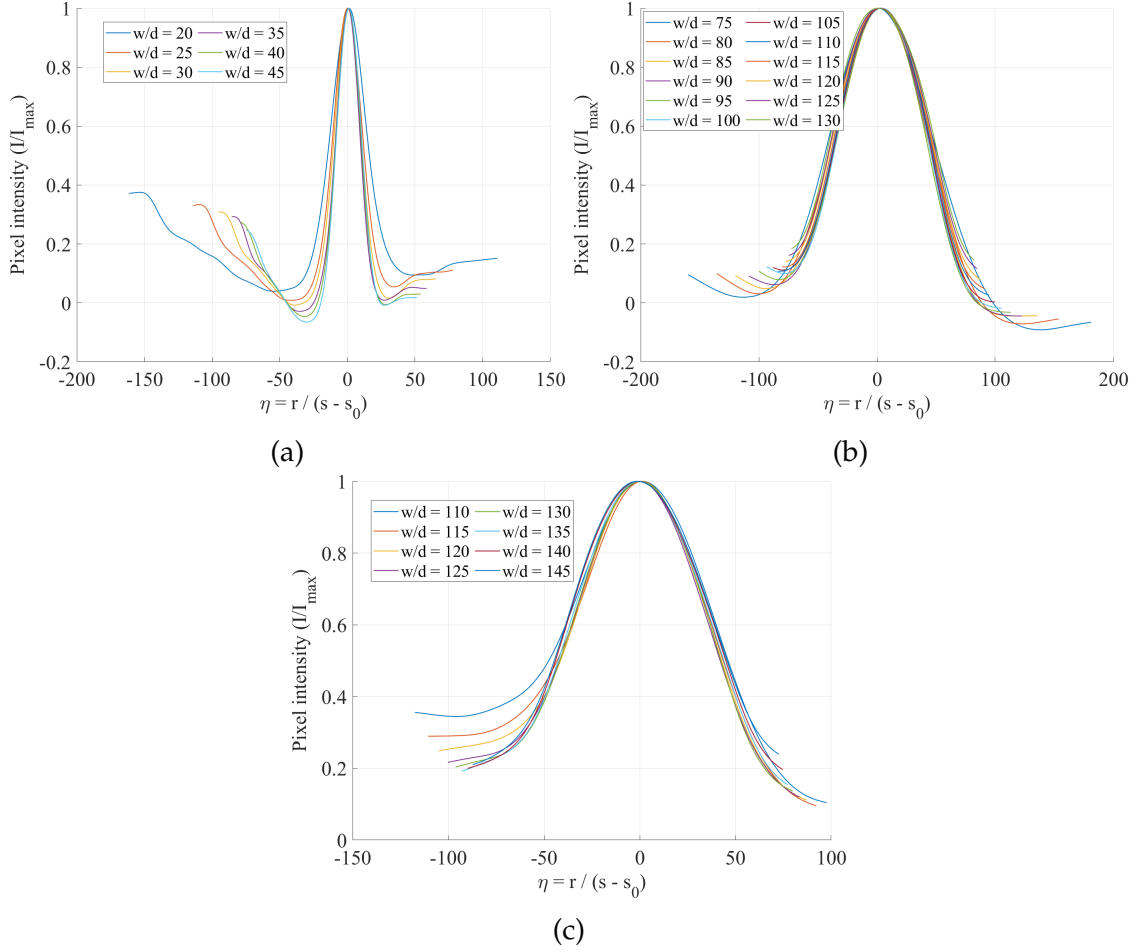 1
0.8
0.6
0.4
0.2
0
-0.2
Pixel intensity (I/I_max)
w/d = 20 w/d = 35
w/d = 25 w/d = 40
w/d = 30 w/d = 45
-200 -150 -100 -50 0 50 100 150
η = r / (s - s_0)
(a)
1
0.8
0.6
0.4
0.2
0
-0.2
Pixel intensity (I/I_max)
w/d = 75 w/d = 105
w/d = 80 w/d = 110
w/d = 85 w/d = 115
w/d = 90 w/d = 120
w/d = 95 w/d = 125
w/d = 100 w/d = 130
-200 -100 0 100 200
η = r / (s - s_0)
(b)
1
0.8
0.6
0.4
0.2
0
Pixel intensity (I/I_max)
w/d = 110 w/d = 130
w/d = 115 w/d = 135
w/d = 120 w/d = 140
w/d = 125 w/d = 145
-150 -100 -50 0 50 100
η = r / (s - s_0)
(c)